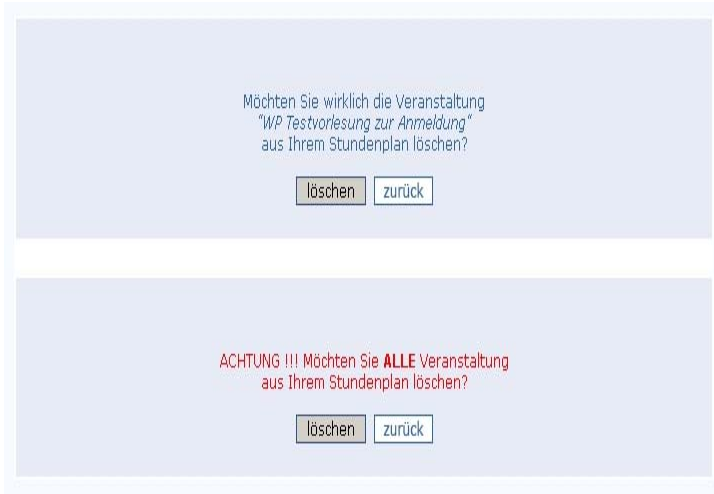 Möchten Sie wirklich die Veranstaltung
"WP Testvorlesung zur Anmeldung"
aus Ihrem Stundenplan löschen?
löschen zurück
ACHTUNG !!! Möchten Sie ALLE Veranstaltung
aus Ihrem Stundenplan löschen?
löschen zurück